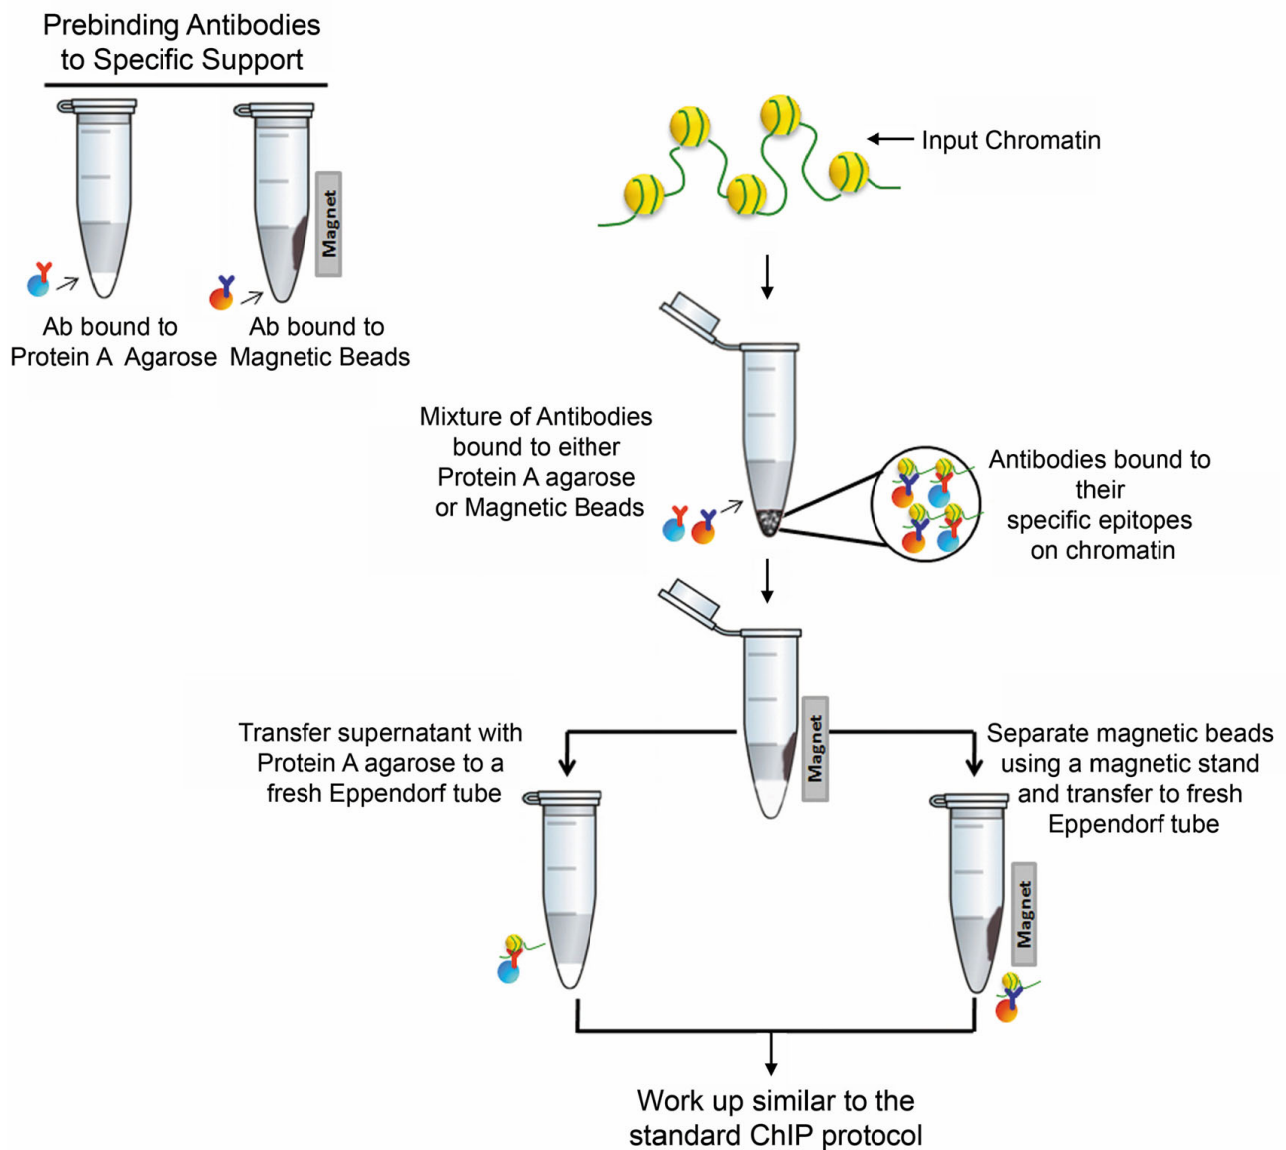 Prebinding Antibodies
to Specific Support
Magnet
Ab bound to
Protein A Agarose
Ab bound to
Magnetic Beads
Input Chromatin
Mixture of Antibodies
bound to either
Protein A agarose
or Magnetic Beads
Antibodies bound to
their
specific epitopes
on chromatin
Magnet
Transfer supernatant with
Protein A agarose to a
fresh Eppendorf tube
Separate magnetic beads
using a magnetic stand
and transfer to fresh
Eppendorf tube
Magnet
Work up similar to the
standard ChIP protocol